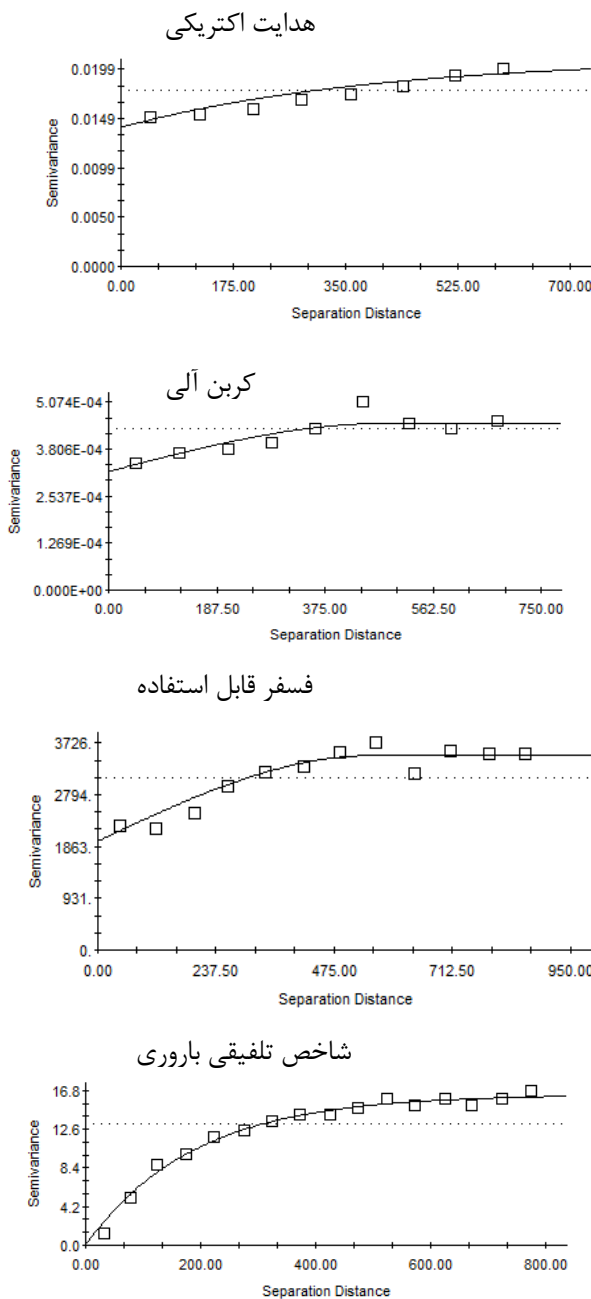 هدایت اکتریکی
0.0199
0.0149
0.0099
0.0050
0.0000
Semivariance
0.00 175.00 350.00 525.00 700.00
Separation Distance
کربن آلی
5.074E-04
3.806E-04
2.537E-04
1.269E-04
0.000E+00
Semivariance
0.00 187.50 375.00 562.50 750.00
Separation Distance
فسفر قابل استفاده
3726.
2794.
1863.
931.
0.
Semivariance
0.00 237.50 475.00 712.50 950.00
Separation Distance
شاخص تلفیقی باروری
16.8
12.6
8.4
4.2
0.0
Semivariance
0.00 200.00 400.00 600.00 800.00
Separation Distance